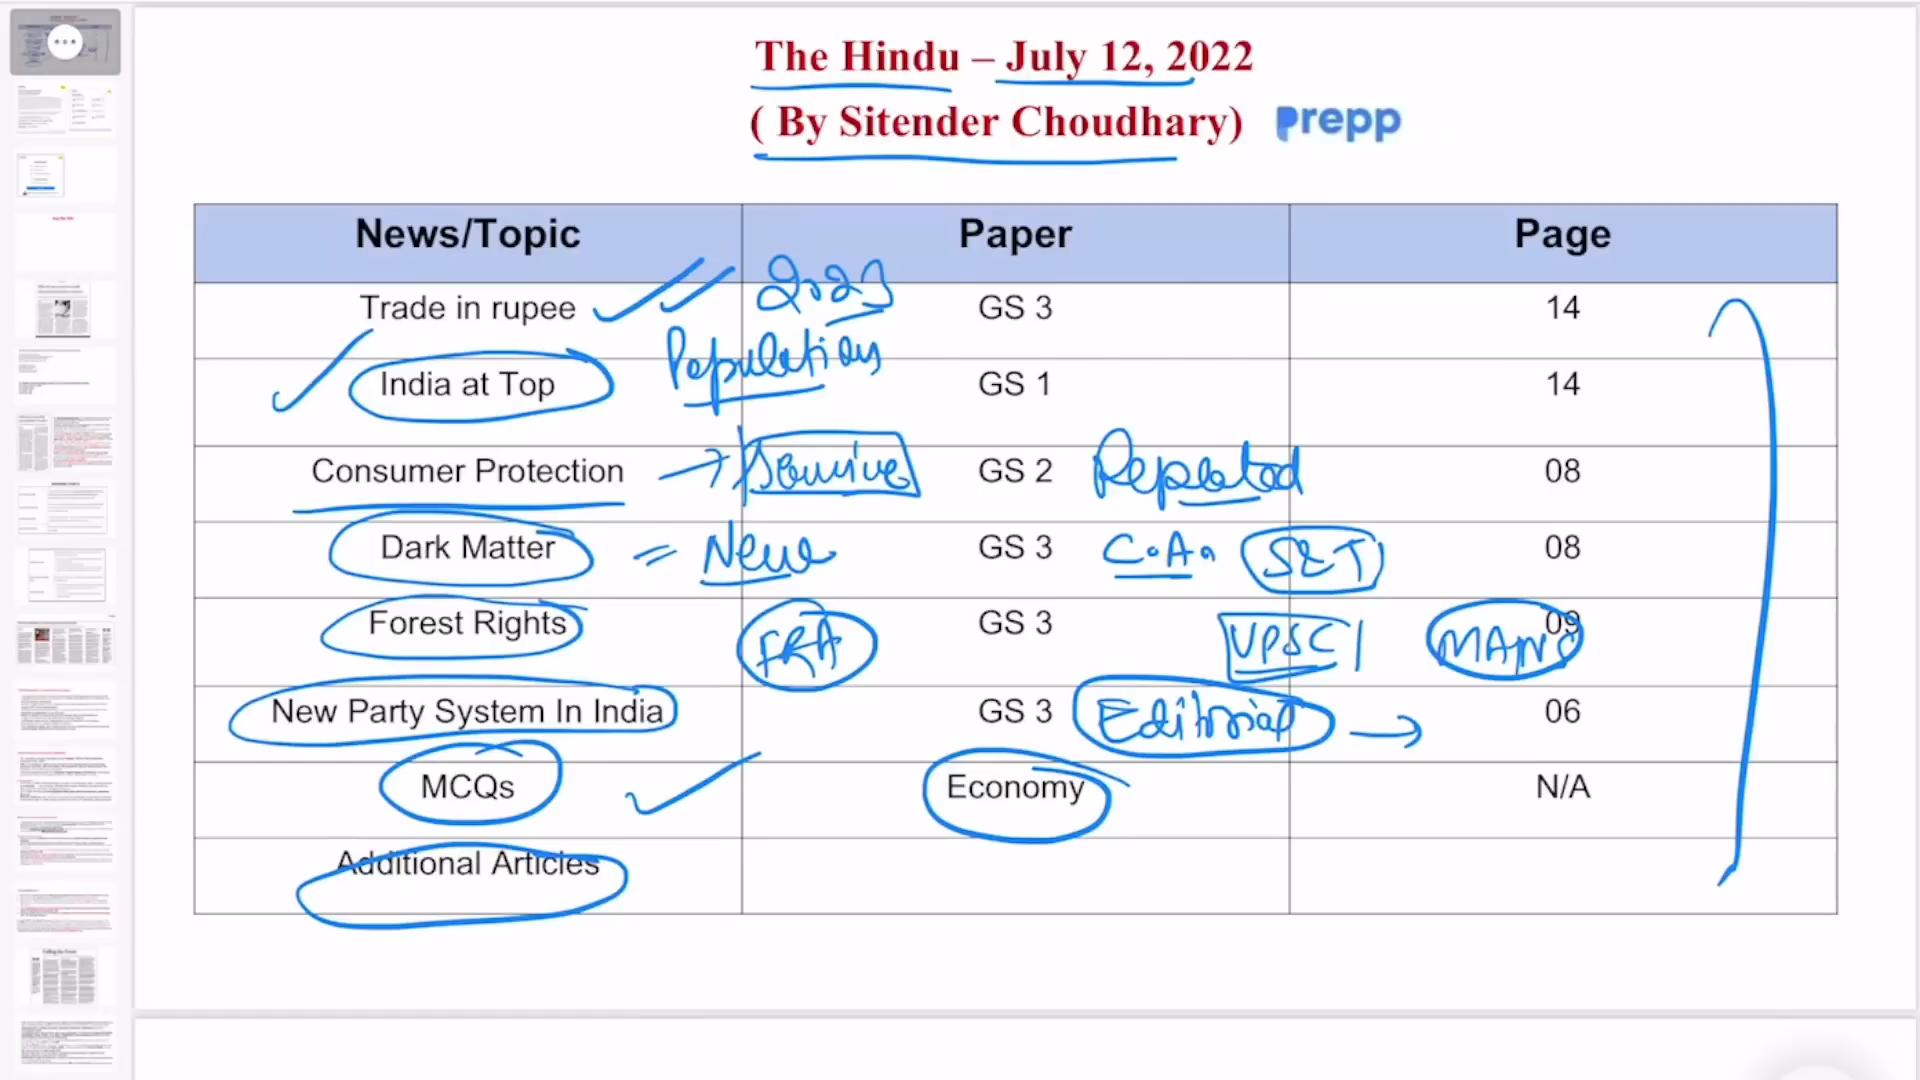 The Hindu – July 12, 2022
( By Sitender Choudhary) prepp
News/Topic Paper Page
Trade in rupee 2023 GS 3 14
India at Top Population GS 1 14
Consumer Protection GS 2 Repeated 08
Dark Matter = New GS 3 C.A. S&T 08
Forest Rights FRA GS 3 UPSC 09
New Party System In India GS 3 Editorial 06
MCQs Economy N/A
Additional Articles